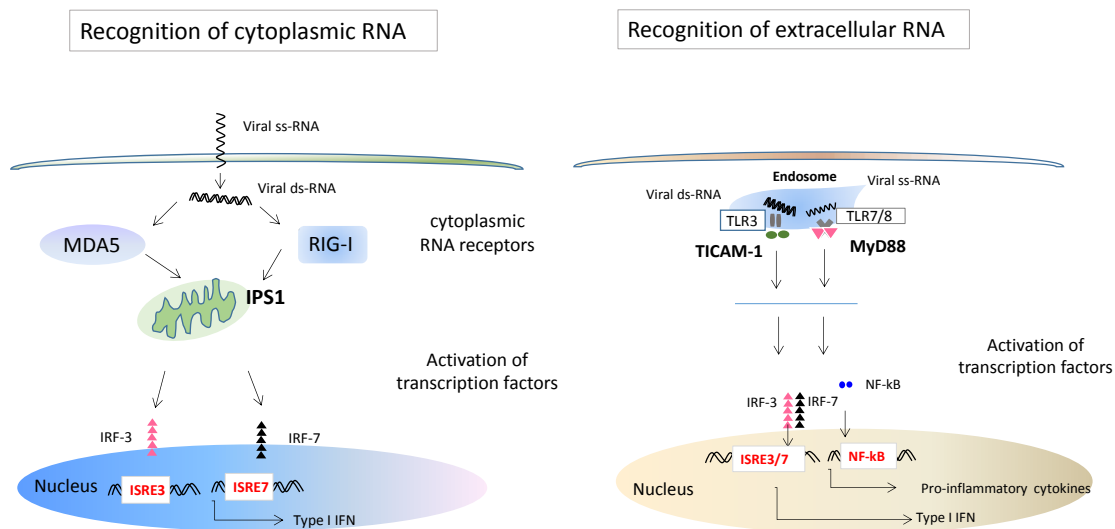 Recognition of cytoplasmic RNA
Viral ss-RNA
Viral ds-RNA
MDA5
RIG-I
cytoplasmic
RNA receptors
IPS1
Activation of
transcription factors
IRF-3
IRF-7
Nucleus
ISRE3
ISRE7
Type I IFN
Recognition of extracellular RNA
Endosome
Viral ds-RNA
Viral ss-RNA
TLR3
TLR7/8
TICAM-1
MyD88
Activation of
transcription factors
NF-kB
IRF-3
IRF-7
ISRE3/7
NF-kB
Nucleus
Pro-inflammatory cytokines
Type I IFN